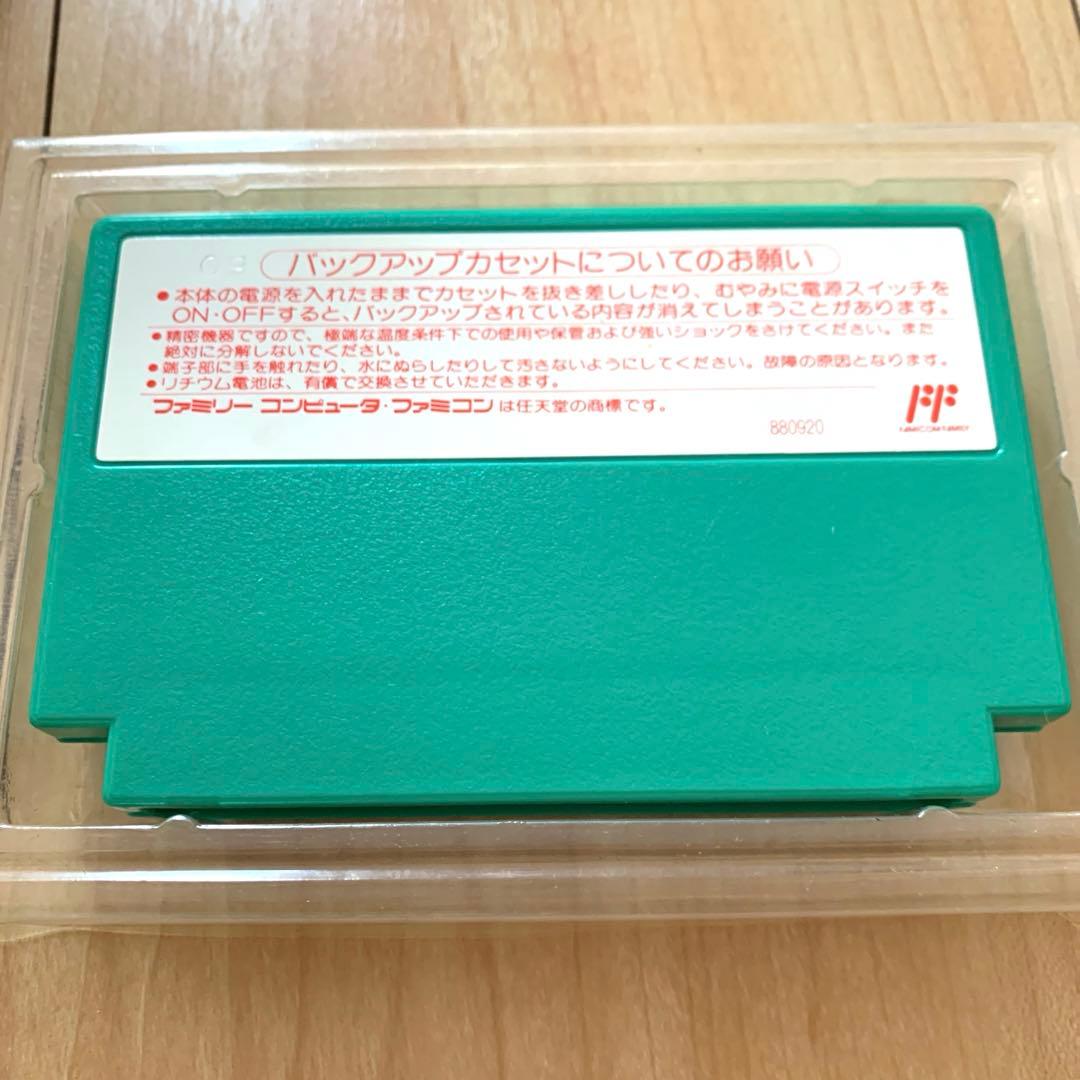 バックアップカセットについてのお願い
●本体の電源を入れたままでカセットを抜き差ししたり、むやみに電源スイッチを
ON・OFFすると、バックアップされている内容が消えてしまうことがあります。
●精密機器ですので、極端な温度条件下での使用や保管および強いショックをさけてください。また
絶対に分解しないでください。
●端子部に手を触れたり、水にぬらしたりして汚さないようにしてください。故障の原因となります。
●リチウム電池は、有償で交換させていただきます。
ファミリー コンピュータ・ファミコンは任天堂の商標です。
880920
FAMICOM FAMILY